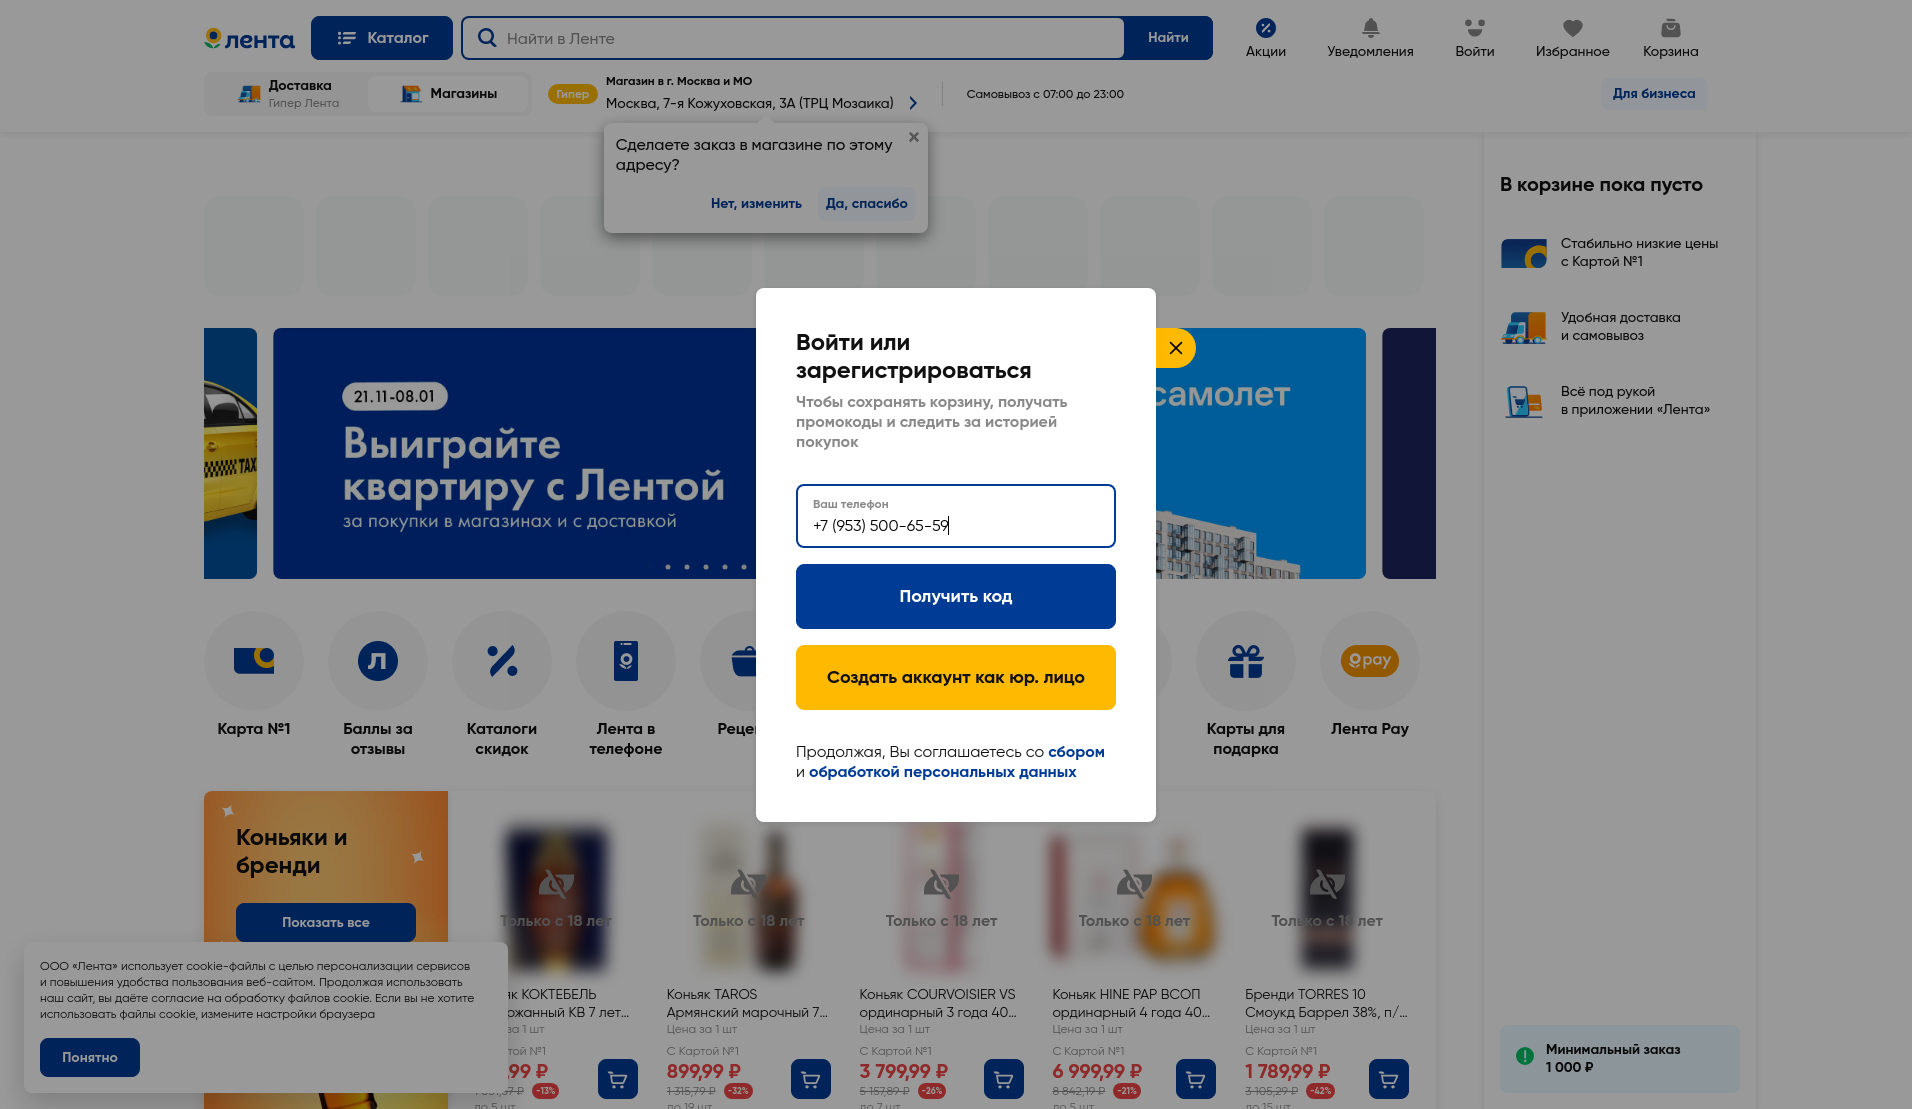 лента
Каталог
Найти в Ленте
Найти
Акции
Уведомления
Войти
Избранное
Корзина
Доставка
Гипер Лента
Магазины
Гипер
Магазин в г. Москва и МО
Москва, 7-я Кожуховская, 3А (ТРЦ Мозаика)
Самовывоз с 07:00 до 23:00
Для бизнеса
Сделаете заказ в магазине по этому
адресу?
Нет, изменить
Да, спасибо
В корзине пока пусто
Стабильно низкие цены
с Картой №1
Удобная доставка
и самовывоз
Всё под рукой
в приложении «Лента»
Минимальный заказ
1 000 ₽
TAXI
21.11-08.01
Выиграйте
квартиру с Лентой
за покупки в магазинах и с доставкой
самолет
Войти или
зарегистрироваться
Чтобы сохранять корзину, получать
промокоды и следить за историей
покупок
Ваш телефон
+7 (953) 500-65-59
Получить код
Создать аккаунт как юр. лицо
Продолжая, Вы соглашаетесь со сбором
и обработкой персональных данных
Карта №1
Баллы за
отзывы
Каталоги
скидок
Лента в
телефоне
Карты для
подарка
pay
Лента Pay
Коньяки и
бренди
Показать все
Только с 18 лет
Только с 18 лет
Только с 18 лет
Только с 18 лет
Только с 18 лет
КОКТЕБЕЛЬ
КВ 7 лет...
за 1 шт
№1
,99 ₽
-13%
до 5 шт
Коньяк TAROS
Армянский марочный 7...
Цена за 1 шт
С Картой №1
899,99 ₽
1 315,79 ₽
-32%
до 19 шт
Коньяк COURVOISIER VS
ординарный 3 года 40...
Цена за 1 шт
С Картой №1
3 799,99 ₽
5 157,89 ₽
-26%
до 7 шт
Коньяк HINE РАР ВСОП
ординарный 4 года 40...
Цена за 1 шт
С Картой №1
6 999,99 ₽
8 842,19 ₽
-21%
до 5 шт
Бренди TORRES 10
Смоукд Баррел 38%, п/...
Цена за 1 шт
С Картой №1
1 789,99 ₽
3 105,29 ₽
-42%
до 15 шт
ООО «Лента» использует cookie-файлы с целью персонализации сервисов
и повышения удобства пользования веб-сайтом. Продолжая использовать
наш сайт, вы даёте согласие на обработку файлов cookie. Если вы не хотите
использовать файлы cookie, измените настройки браузера
Понятно